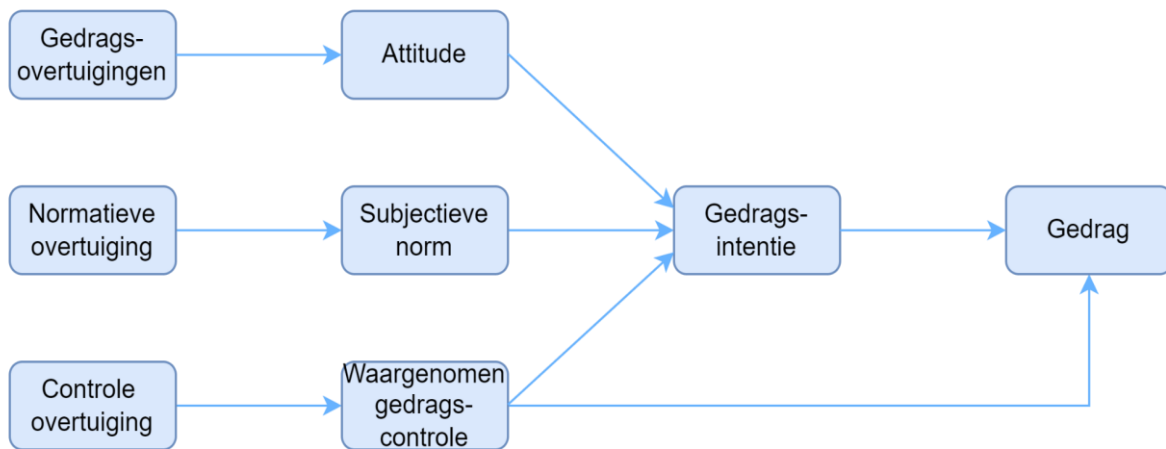 Gedrags-
overtuigingen
Attitude
Normatieve
overtuiging
Subjectieve
norm
Gedrags-
intentie
Gedrag
Controle
overtuiging
Waargenomen
gedrags-
controle